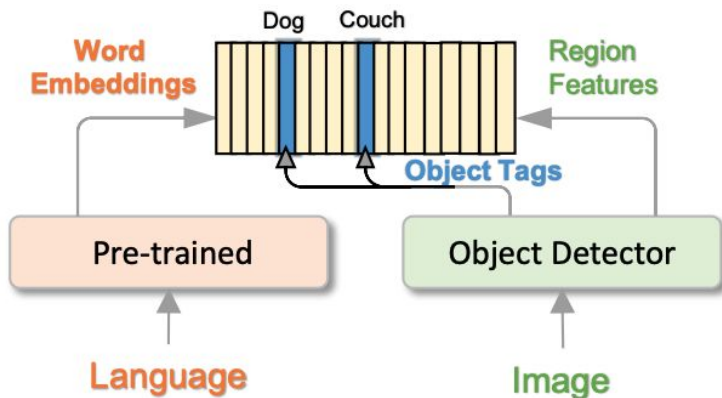 Dog Couch
Word
Embeddings
Region
Features
Object Tags
Pre-trained
Object Detector
Language
Image